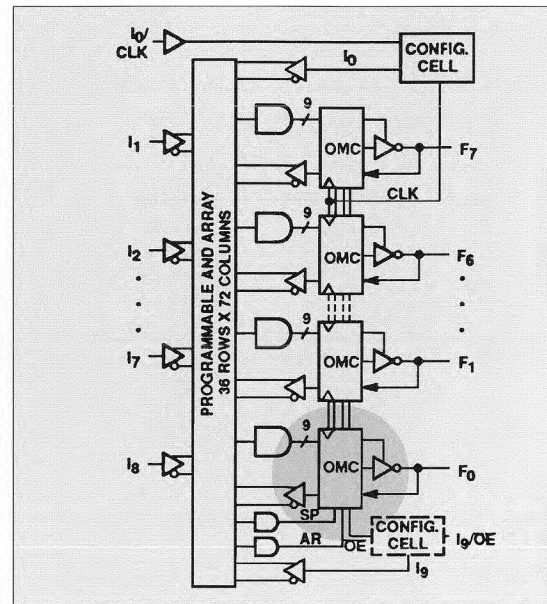 I0/
CLK
I0
CONFIG.
CELL
9
I1
OMC
F7
CLK
9
I2
OMC
F6
PROGRAMMABLE AND ARRAY
36 ROWS X 72 COLUMNS
9
I7
OMC
F1
9
I8
OMC
F0
SP
AR
OE
CONFIG.
CELL
I9/OE
I9